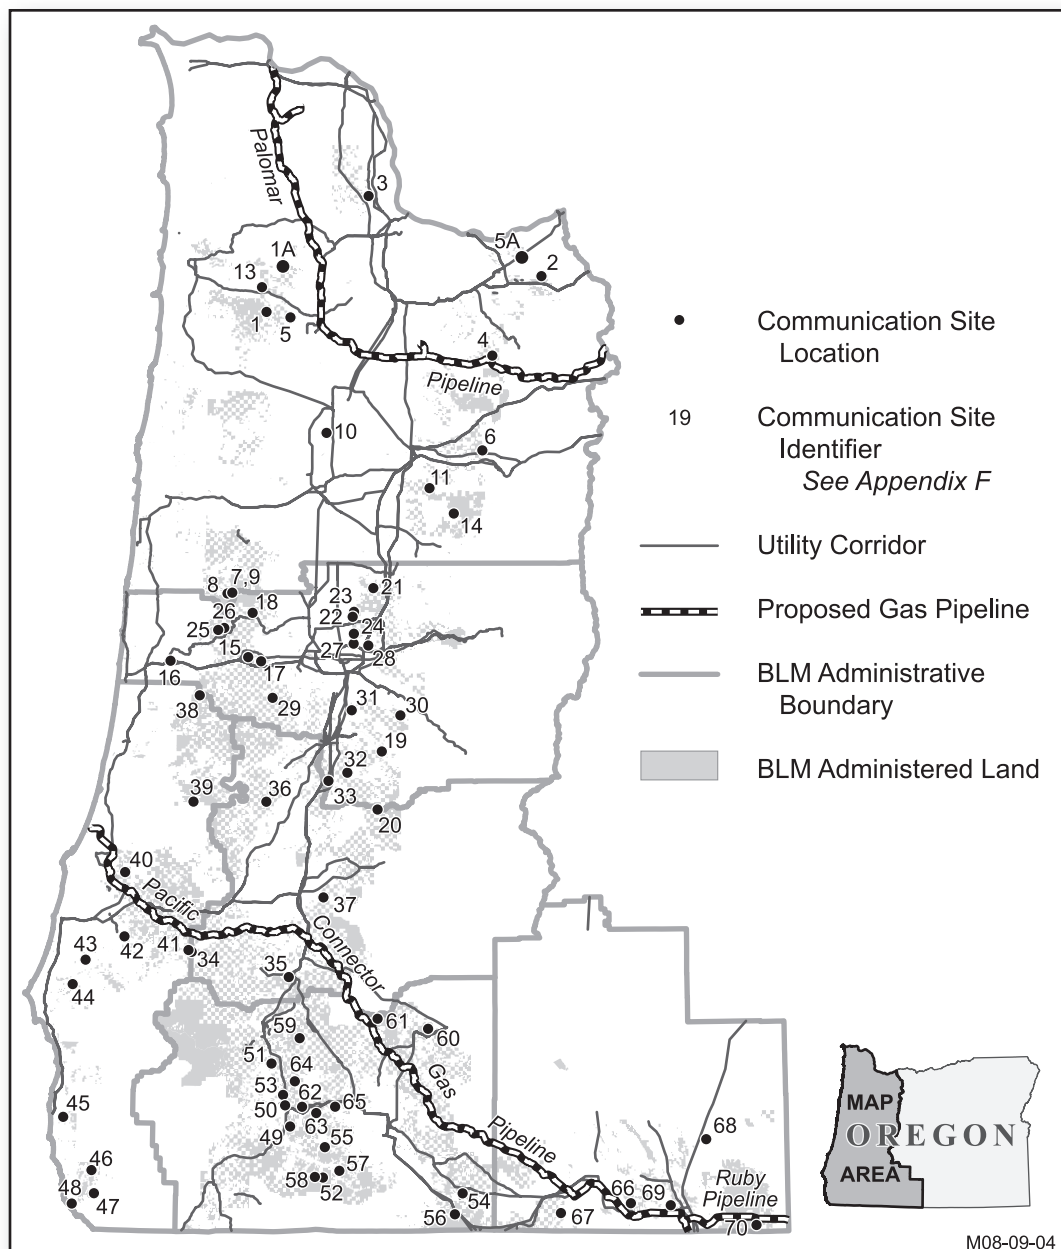 Palomar
3
5A
2
1A
13
1
5
4
Pipeline
10
6
11
14
8
7,9
21
18
23
26
22
25
24
27
28
15
16
17
38
29
31
30
19
32
33
39
36
20
40
Pacific
37
Connector
43
42
41
34
35
44
61
60
59
51
64
Gas
53
62
65
50
63
45
49
55
Pipeline
68
46
57
58
52
48
47
54
56
67
66
69
Ruby
Pipeline
70
Communication Site
Location
19
Communication Site
Identifier
See Appendix F
Utility Corridor
Proposed Gas Pipeline
BLM Administrative
Boundary
BLM Administered Land
MAP
OREGON
AREA
M08-09-04